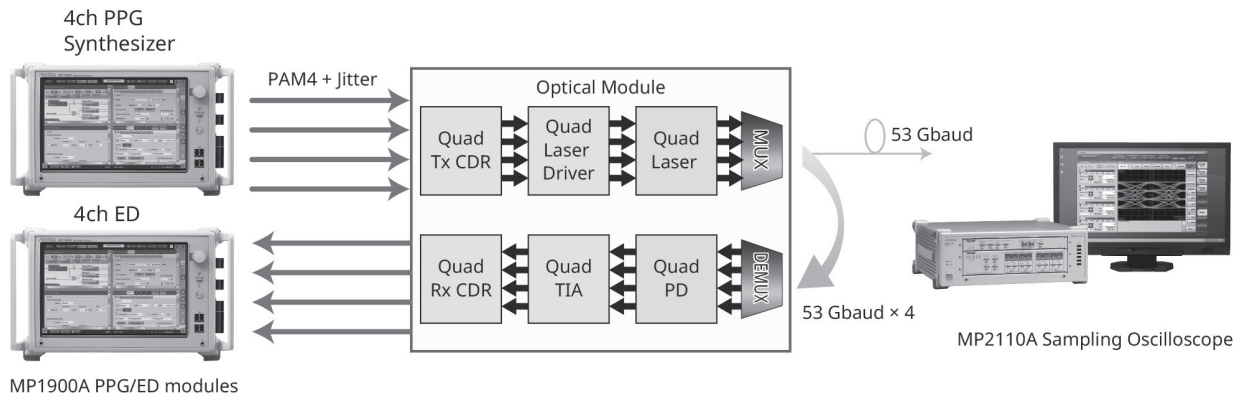 4ch PPG
Synthesizer
PAM4 + Jitter
Optical Module
Quad
Tx CDR
Quad
Laser
Driver
Quad
Laser
MUX
53 Gbaud
4ch ED
Quad
Rx CDR
Quad
TIA
Quad
PD
DEMUX
53 Gbaud × 4
MP2110A Sampling Oscilloscope
MP1900A PPG/ED modules